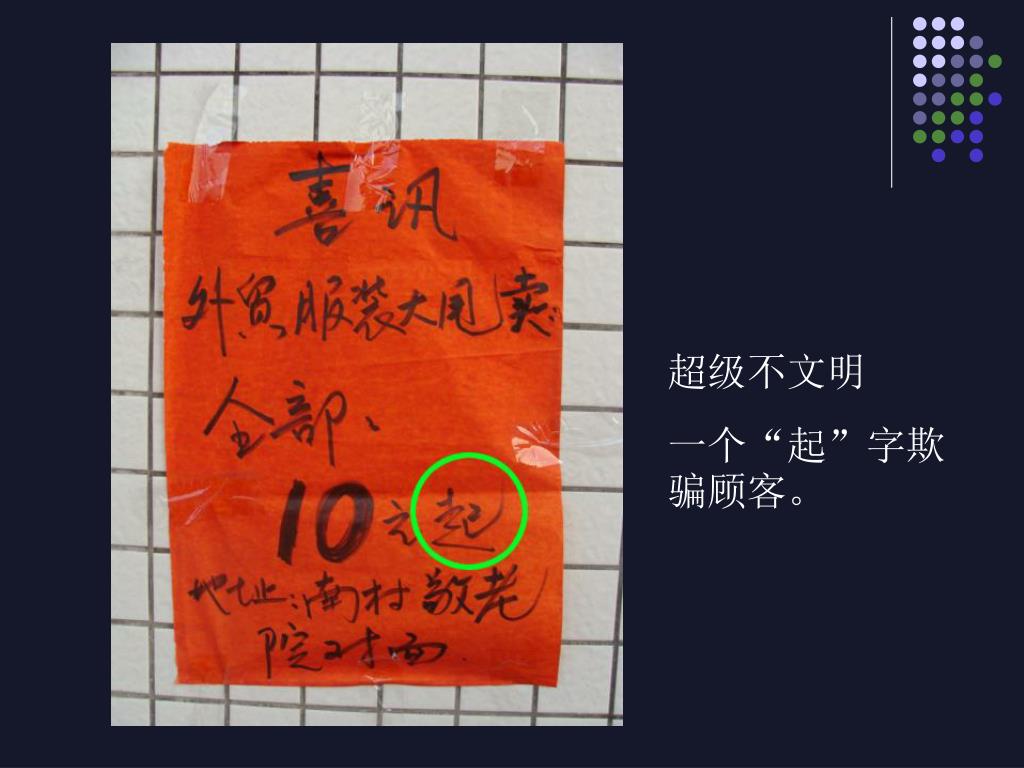 喜讯
外贸服装大甩卖
全部、
10元起
地址:南村敬老
院对面.
超级不文明
一个“起”字欺
骗顾客。